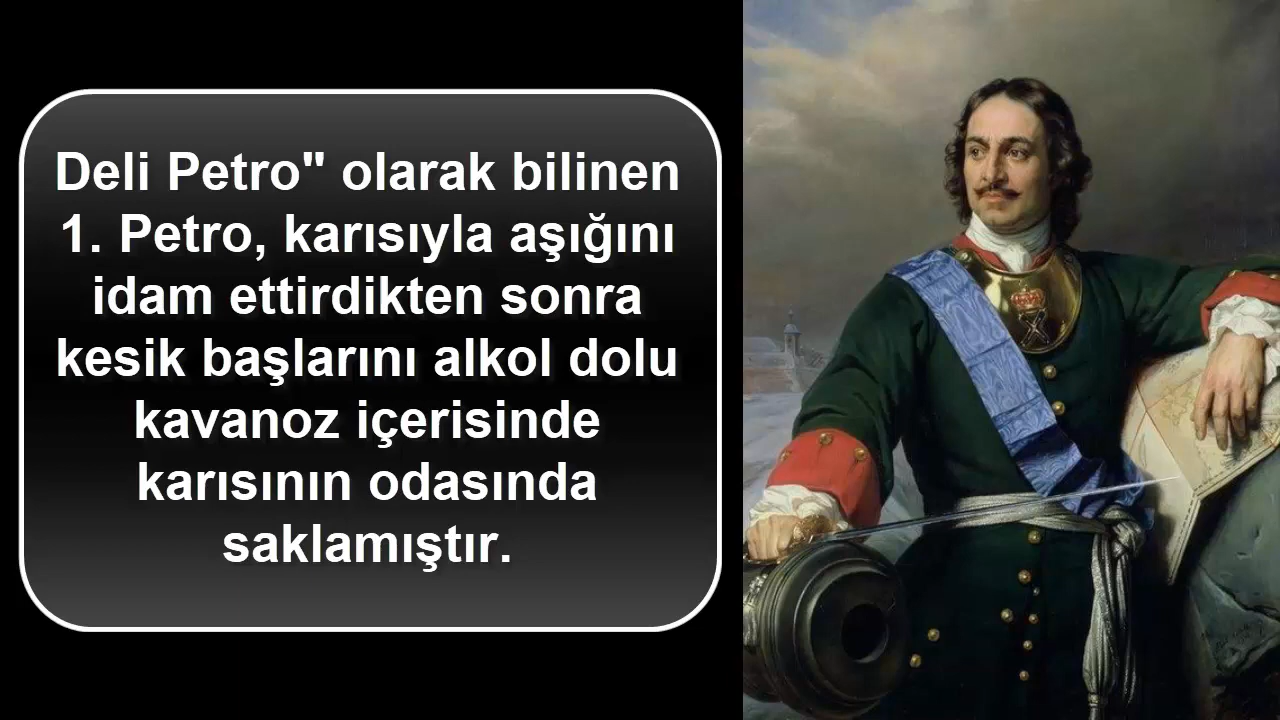 Deli Petro" olarak bilinen
1. Petro, karısıyla aşığını
idam ettirdikten sonra
kesik başlarını alkol dolu
kavanoz içerisinde
karısının odasında
saklamıştır.